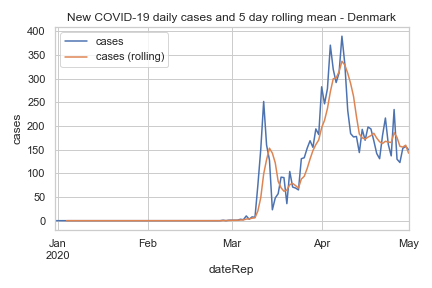 New COVID-19 daily cases and 5 day rolling mean - Denmark
cases
cases (rolling)
400
350
300
250
200
150
100
50
0
cases
Jan
2020
Feb
Mar
Apr
May
dateRep